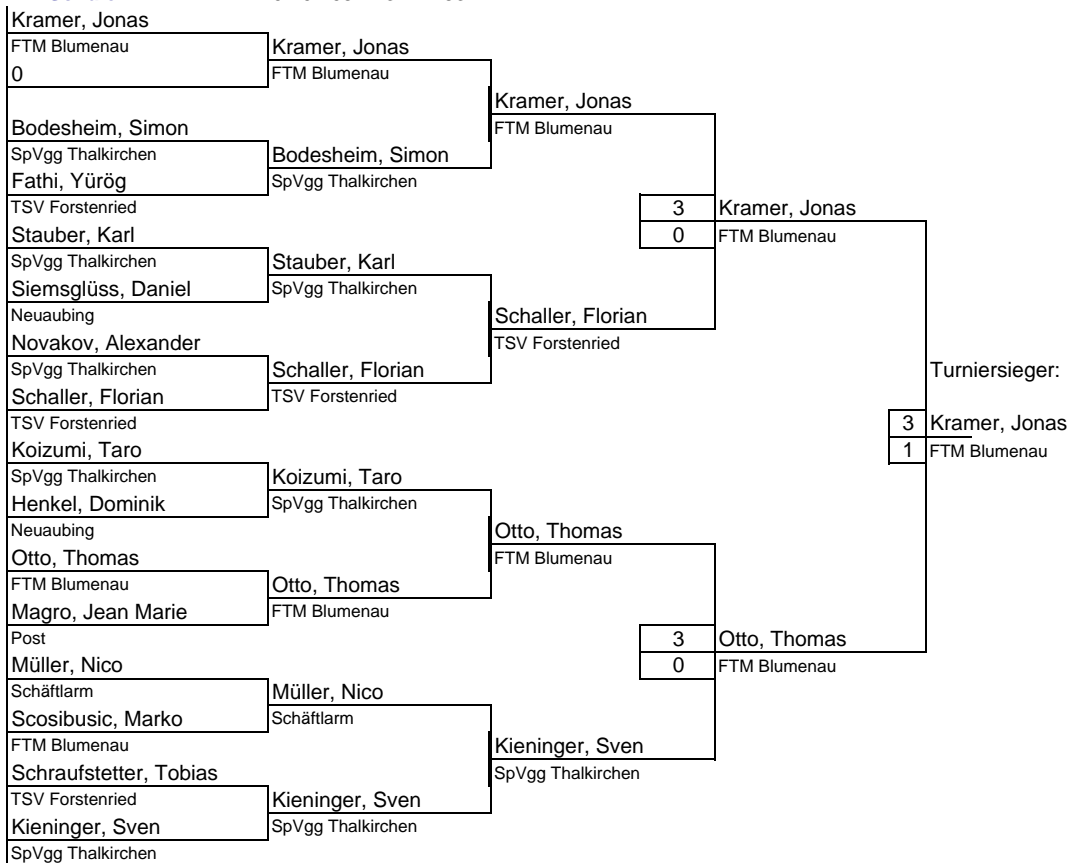 Kramer, Jonas
FTM Blumenau
0
Bodesheim, Simon
SpVgg Thalkirchen
Fathi, Yürög
TSV Forstenried
Stauber, Karl
SpVgg Thalkirchen
Siemsglüss, Daniel
Neuaubing
Novakov, Alexander
SpVgg Thalkirchen
Schaller, Florian
TSV Forstenried
Koizumi, Taro
SpVgg Thalkirchen
Henkel, Dominik
Neuaubing
Otto, Thomas
FTM Blumenau
Magro, Jean Marie
Post
Müller, Nico
Schäftlarm
Scosibusic, Marko
FTM Blumenau
Schraufstetter, Tobias
TSV Forstenried
Kieninger, Sven
SpVgg Thalkirchen
Kramer, Jonas
FTM Blumenau
Bodesheim, Simon
SpVgg Thalkirchen
Stauber, Karl
SpVgg Thalkirchen
Schaller, Florian
TSV Forstenried
Koizumi, Taro
SpVgg Thalkirchen
Otto, Thomas
FTM Blumenau
Müller, Nico
Schäftlarm
Kieninger, Sven
SpVgg Thalkirchen
Kramer, Jonas
FTM Blumenau
Schaller, Florian
TSV Forstenried
Otto, Thomas
FTM Blumenau
Kieninger, Sven
SpVgg Thalkirchen
3 Kramer, Jonas
0 FTM Blumenau
3 Otto, Thomas
0 FTM Blumenau
Turniersieger:
3 Kramer, Jonas
1 FTM Blumenau